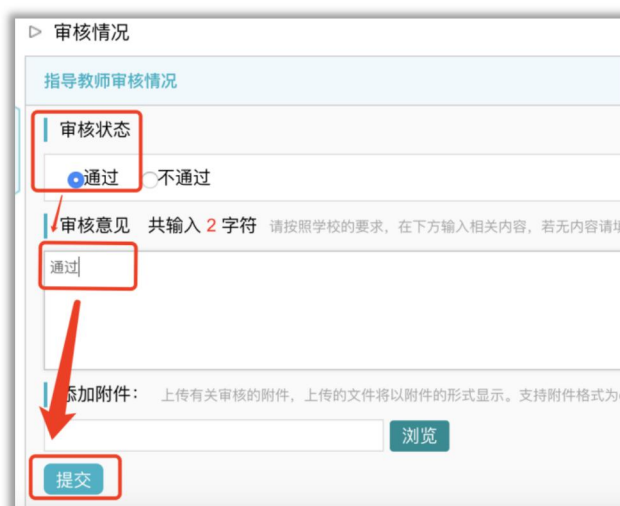 审核情况
指导教师审核情况
审核状态
通过 不通过
审核意见 共输入 2 字符 请按照学校的要求，在下方输入相关内容，若无内容请填
通过
添加附件： 上传有关审核的附件，上传的文件将以附件的形式显示。支持附件格式为
浏览
提交